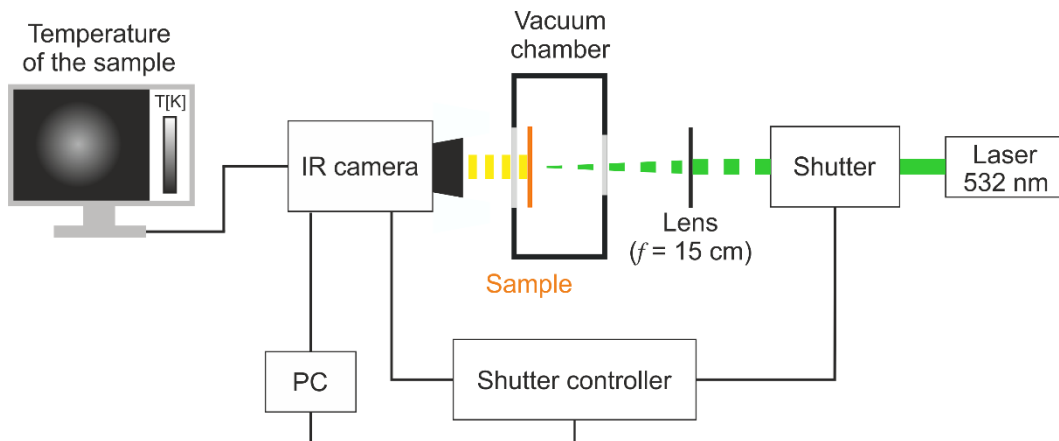 Temperature
of the sample
T[K]
IR camera
Vacuum
chamber
Sample
Lens
(f = 15 cm)
Shutter
Laser
532 nm
PC
Shutter controller